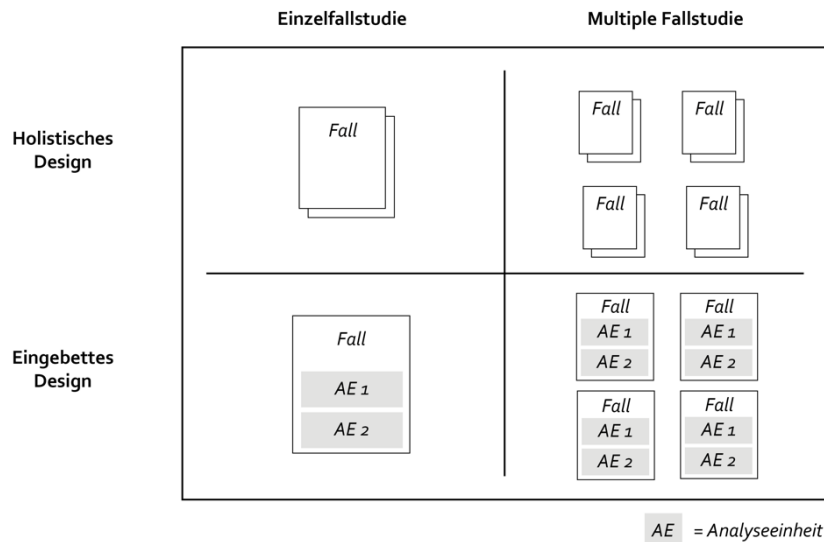 Einzelfallstudie
Multiple Fallstudie
Holistisches
Design
Fall
Fall
Fall
Fall
Fall
Eingebettes
Design
Fall
AE 1
AE 2
Fall
AE 1
AE 2
Fall
AE 1
AE 2
Fall
AE 1
AE 2
Fall
AE 1
AE 2
AE = Analyseeinheit